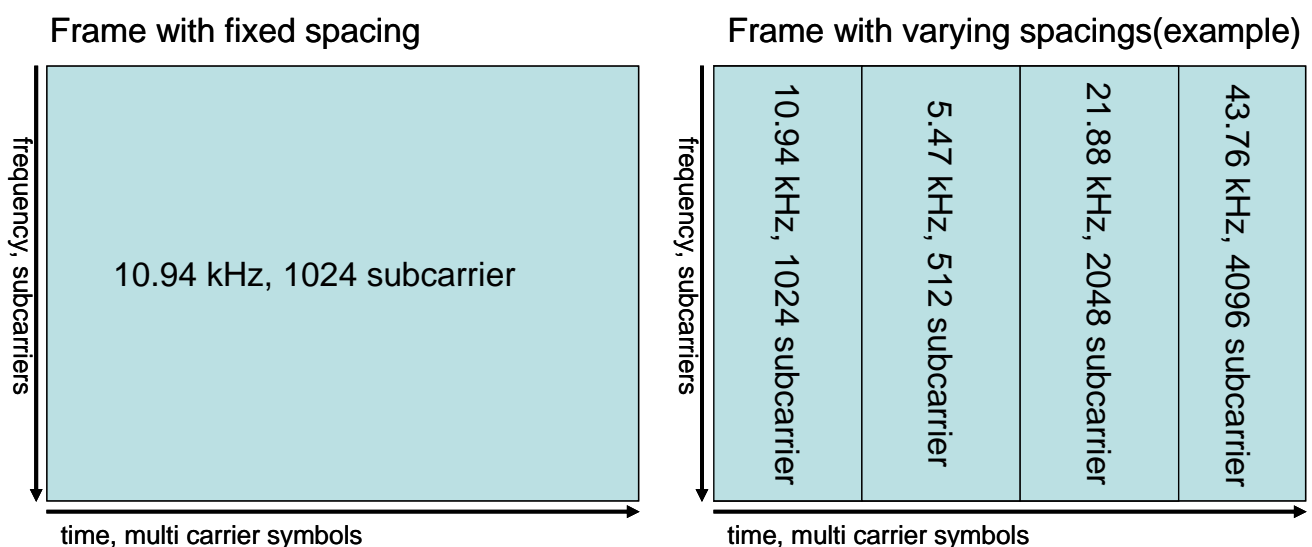 Frame with fixed spacing
frequency, subcarriers
10.94 kHz, 1024 subcarrier
time, multi carrier symbols
Frame with varying spacings(example)
frequency, subcarriers
10.94 kHz, 1024 subcarrier
5.47 kHz, 512 subcarrier
21.88 kHz, 2048 subcarrier
43.76 kHz, 4096 subcarrier
time, multi carrier symbols